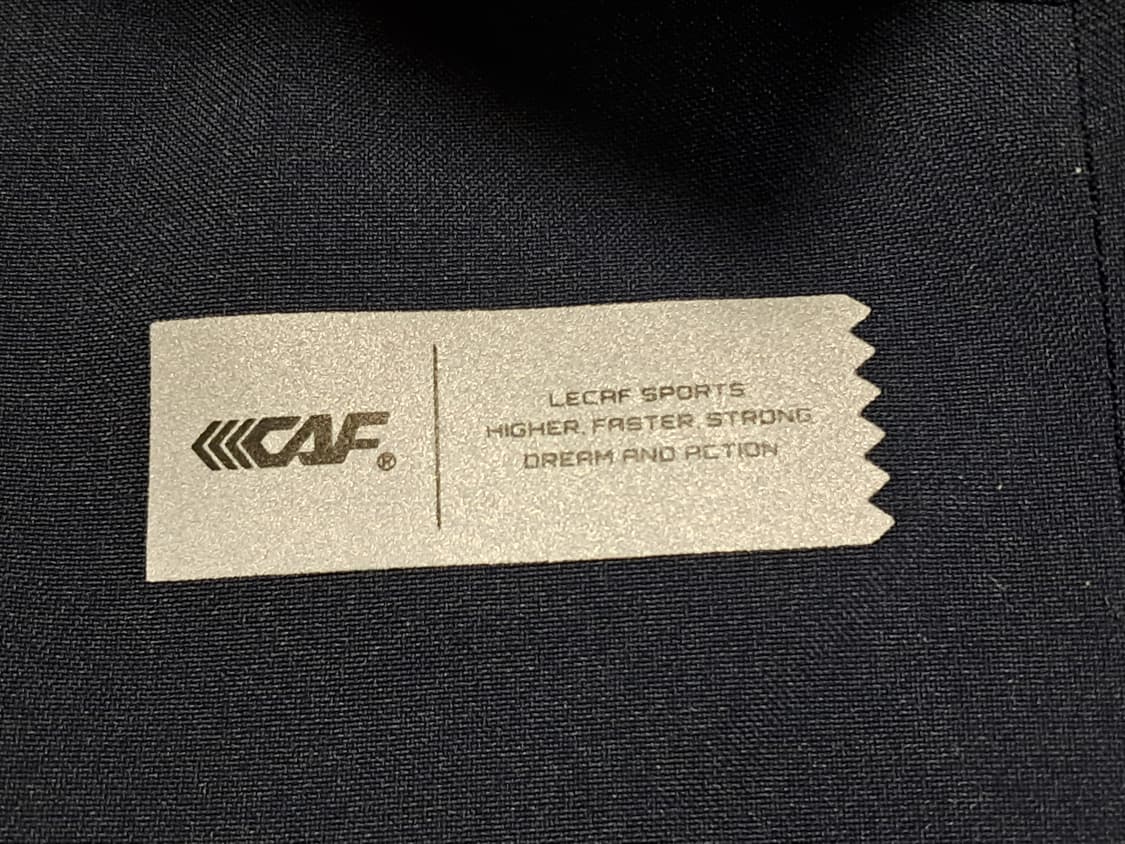 CAF®
LECAF SPORTS
HIGHER. FASTER. STRONG
DREAM AND ACTION